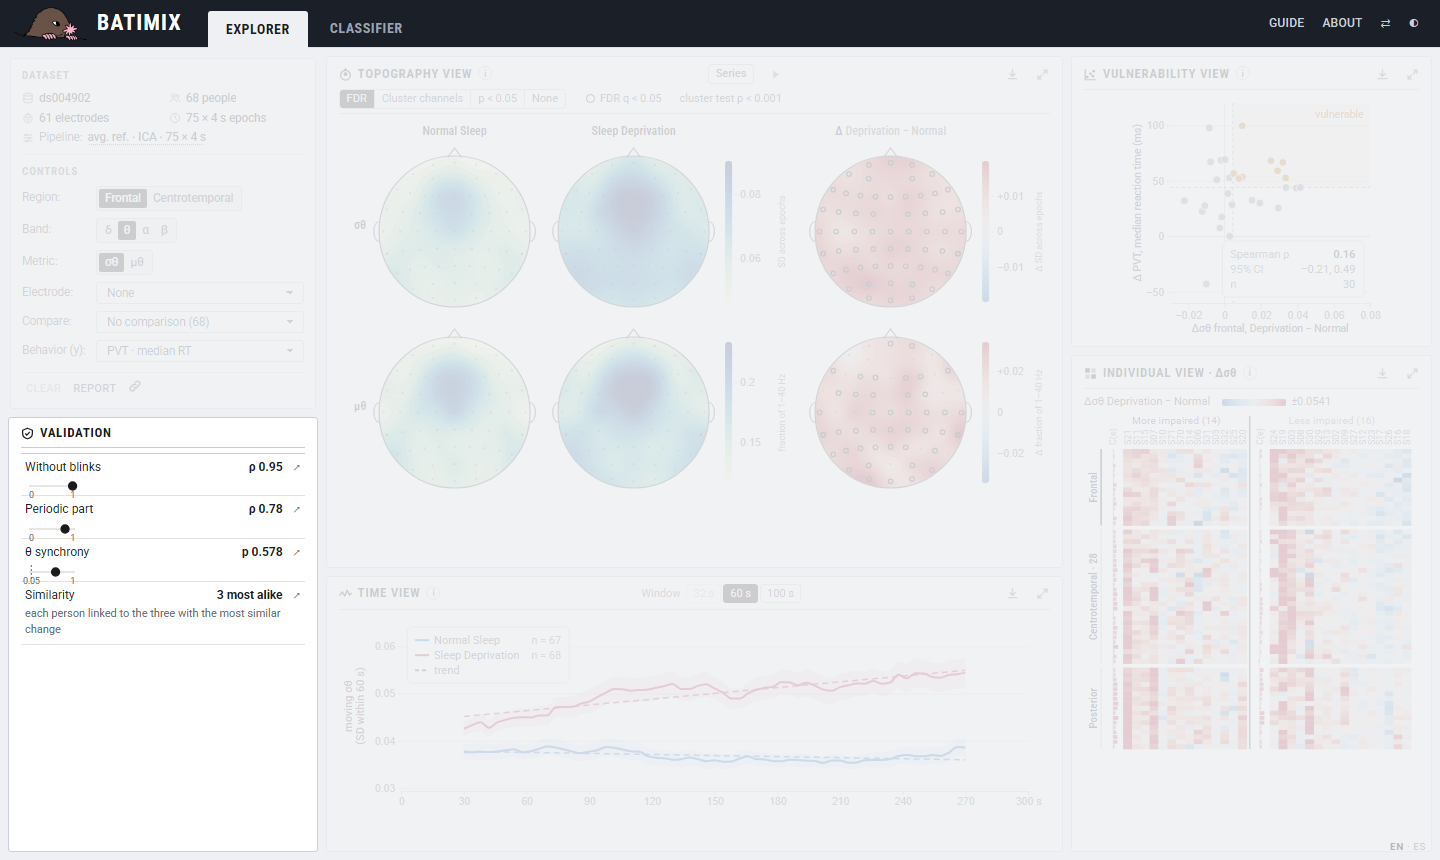 BATIMIX
EXPLORER
CLASSIFIER
GUIDE
ABOUT
DATASET
ds004902
68 people
61 electrodes
75 × 4 s epochs
Pipeline: avg. ref. · ICA · 75 × 4 s
CONTROLS
Region: Frontal Centrotemporal
Band: δ θ α β
Metric: σθ μθ
Electrode: None
Compare: No comparison (68)
Behavior (y): PVT · median RT
CLEAR REPORT
VALIDATION
Without blinks ρ 0.95
0 1
Periodic part ρ 0.78
0 1
θ synchrony p 0.578
0.05 1
Similarity 3 most alike
each person linked to the three with the most similar
change
TOPOGRAPHY VIEW
Series
FDR Cluster channels p < 0.05 None
FDR q < 0.05 cluster test p < 0.001
Normal Sleep
Sleep Deprivation
Δ Deprivation − Normal
σθ
0.08
0.06
SD across epochs
+0.01
0
−0.01
Δ SD across epochs
μθ
0.2
0.15
fraction of 1–40 Hz
+0.02
0
−0.02
Δ fraction of 1–40 Hz
TIME VIEW
Window 32 s 60 s 100 s
Normal Sleep n = 67
Sleep Deprivation n = 68
trend
moving σθ
(SD within 60 s)
0.06
0.05
0.04
0.03
0 30 60 90 120 150 180 210 240 270 300 s
VULNERABILITY VIEW
vulnerable
Δ PVT, median reaction time (ms)
100
50
0
−50
Spearman ρ 0.16
95% CI −0.21, 0.49
n 30
−0.02 0 0.02 0.04 0.06 0.08
Δσθ frontal, Deprivation − Normal
INDIVIDUAL VIEW · Δσθ
Δσθ Deprivation − Normal ±0.0541
More impaired (14)
Less impaired (16)
Frontal
Centrotemporal · 28
Posterior
EN · ES